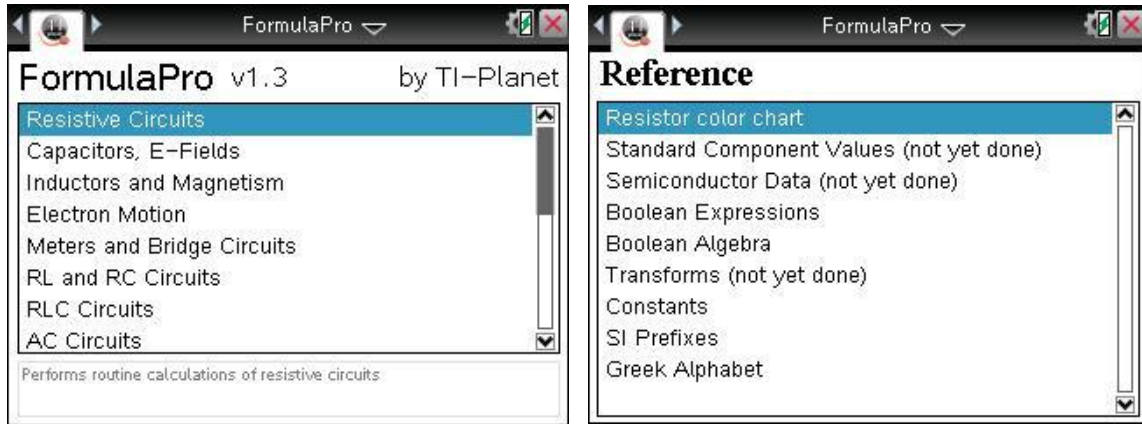 FormulaPro
FormulaPro v1.3 by TI-Planet
Resistive Circuits
Capacitors, E-Fields
Inductors and Magnetism
Electron Motion
Meters and Bridge Circuits
RL and RC Circuits
RLC Circuits
AC Circuits
Performs routine calculations of resistive circuits
FormulaPro
Reference
Resistor color chart
Standard Component Values (not yet done)
Semiconductor Data (not yet done)
Boolean Expressions
Boolean Algebra
Transforms (not yet done)
Constants
SI Prefixes
Greek Alphabet